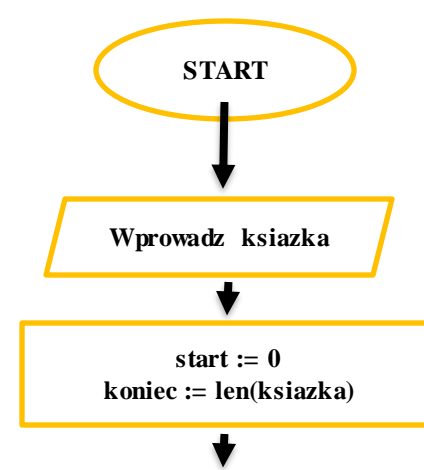 START
Wprowadz ksiazka
start := 0
koniec := len(ksiazka)